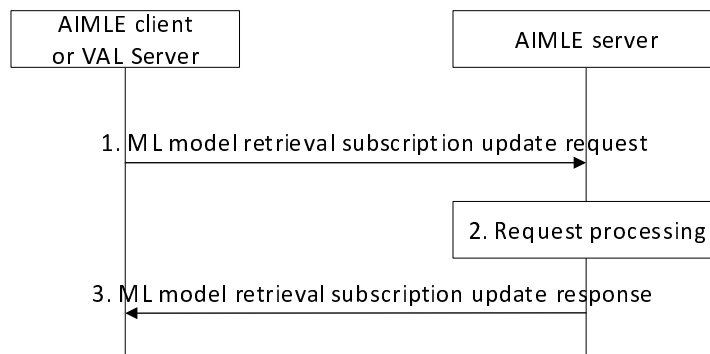 AIMLE client
or VAL Server
AIMLE server
1. ML model retrieval subscription update request
2. Request processing
3. ML model retrieval subscription update response